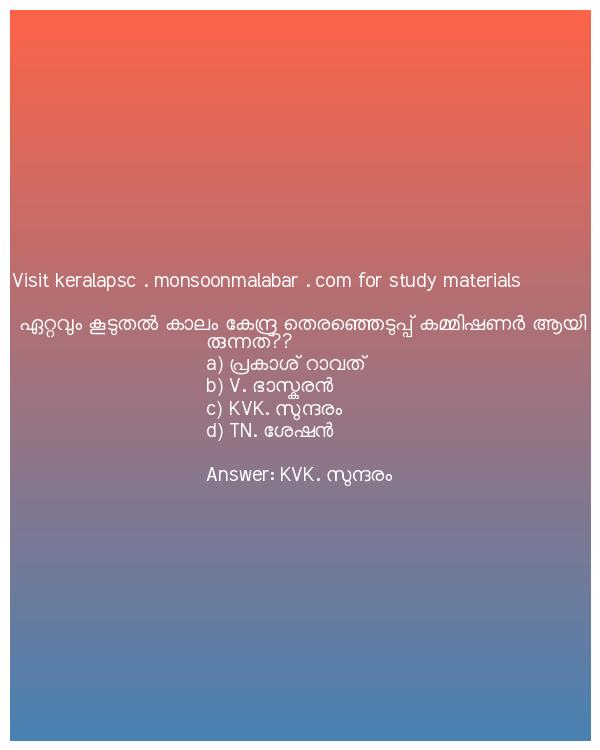 Visit keralapsc . monsoonmalabar . com for study materials
ഏറ്റവും കൂടുതൽ കാലം കേന്ദ്ര തെരഞ്ഞെടുപ്പ് കമ്മിഷണർ ആയി
രുന്നത്??
a) പ്രകാശ് റാവത്
b) V. ഭാസ്കരൻ
c) KVK. സുന്ദരം
d) TN. ശേഷൻ
Answer: KVK. സുന്ദരം